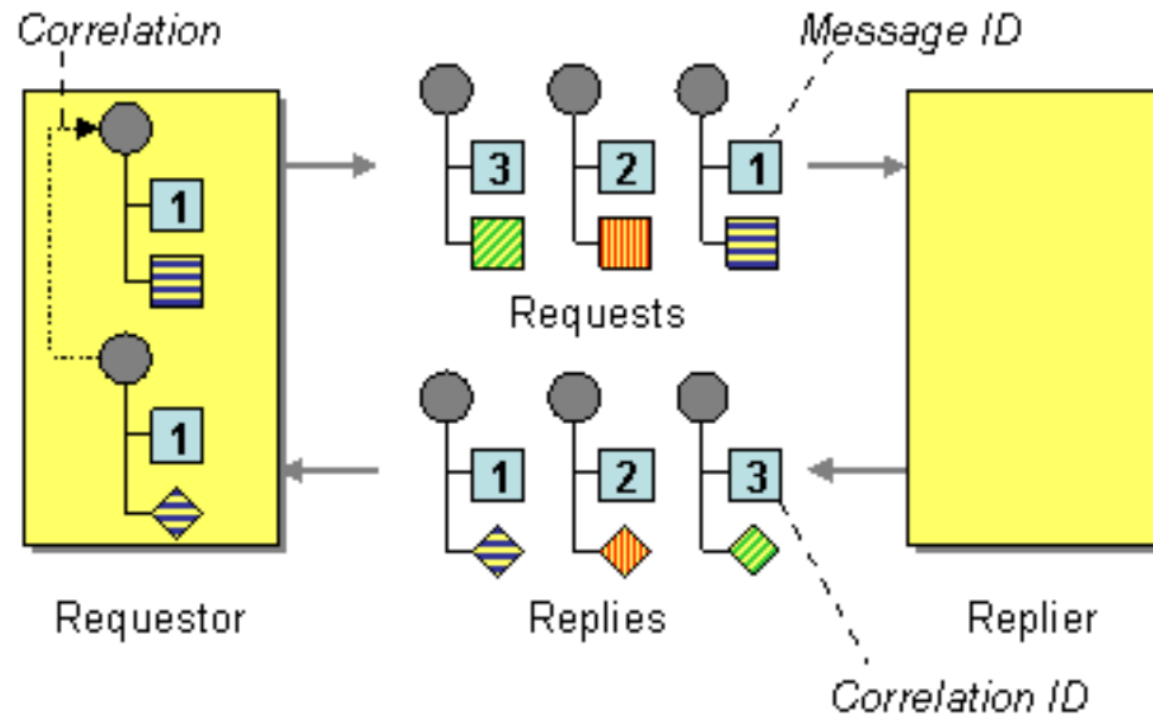 Correlation
Message ID
1
3 2 1
Requests
1
1 2 3
Requestor
Replies
Replier
Correlation ID